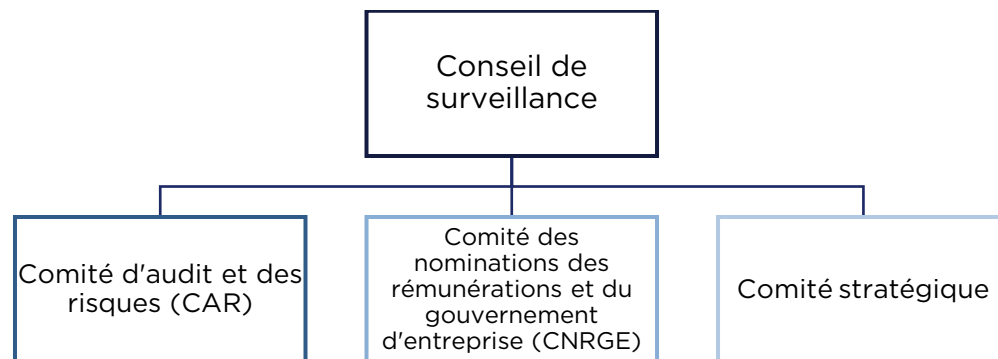 Conseil de
surveillance
Comité d'audit et des
risques (CAR)
Comité des
nominations des
rémunérations et du
gouvernement
d'entreprise (CNRGE)
Comité stratégique